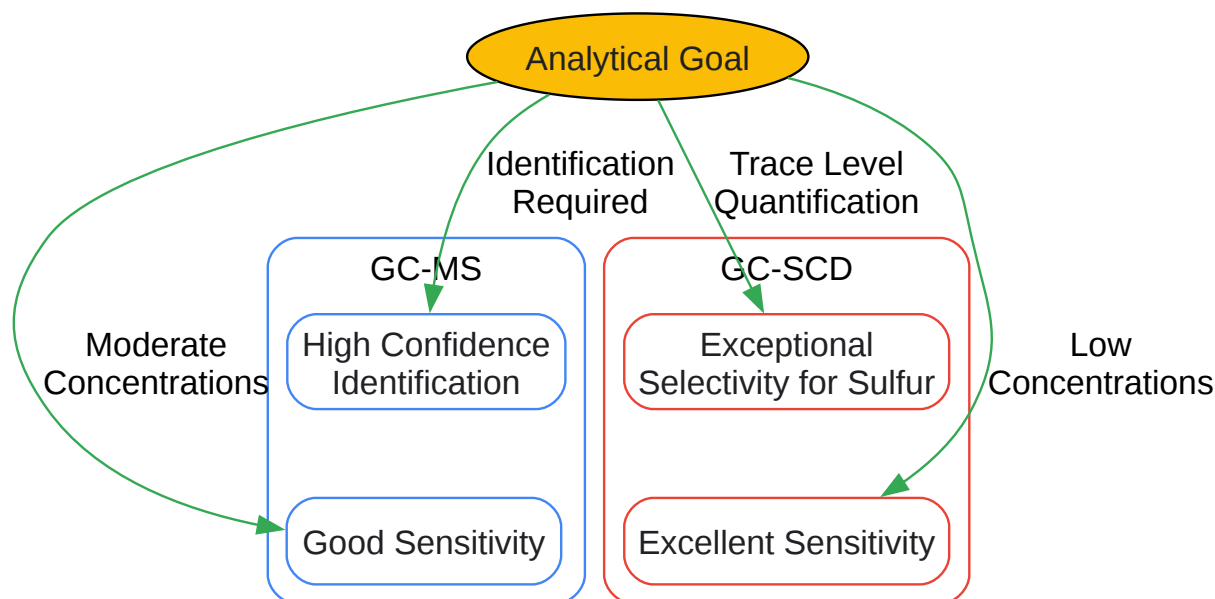 Analytical Goal
Identification
Required
Trace Level
Quantification
GC-MS
GC-SCD
Moderate
Concentrations
High Confidence
Identification
Exceptional
Selectivity for Sulfur
Low
Concentrations
Good Sensitivity
Excellent Sensitivity